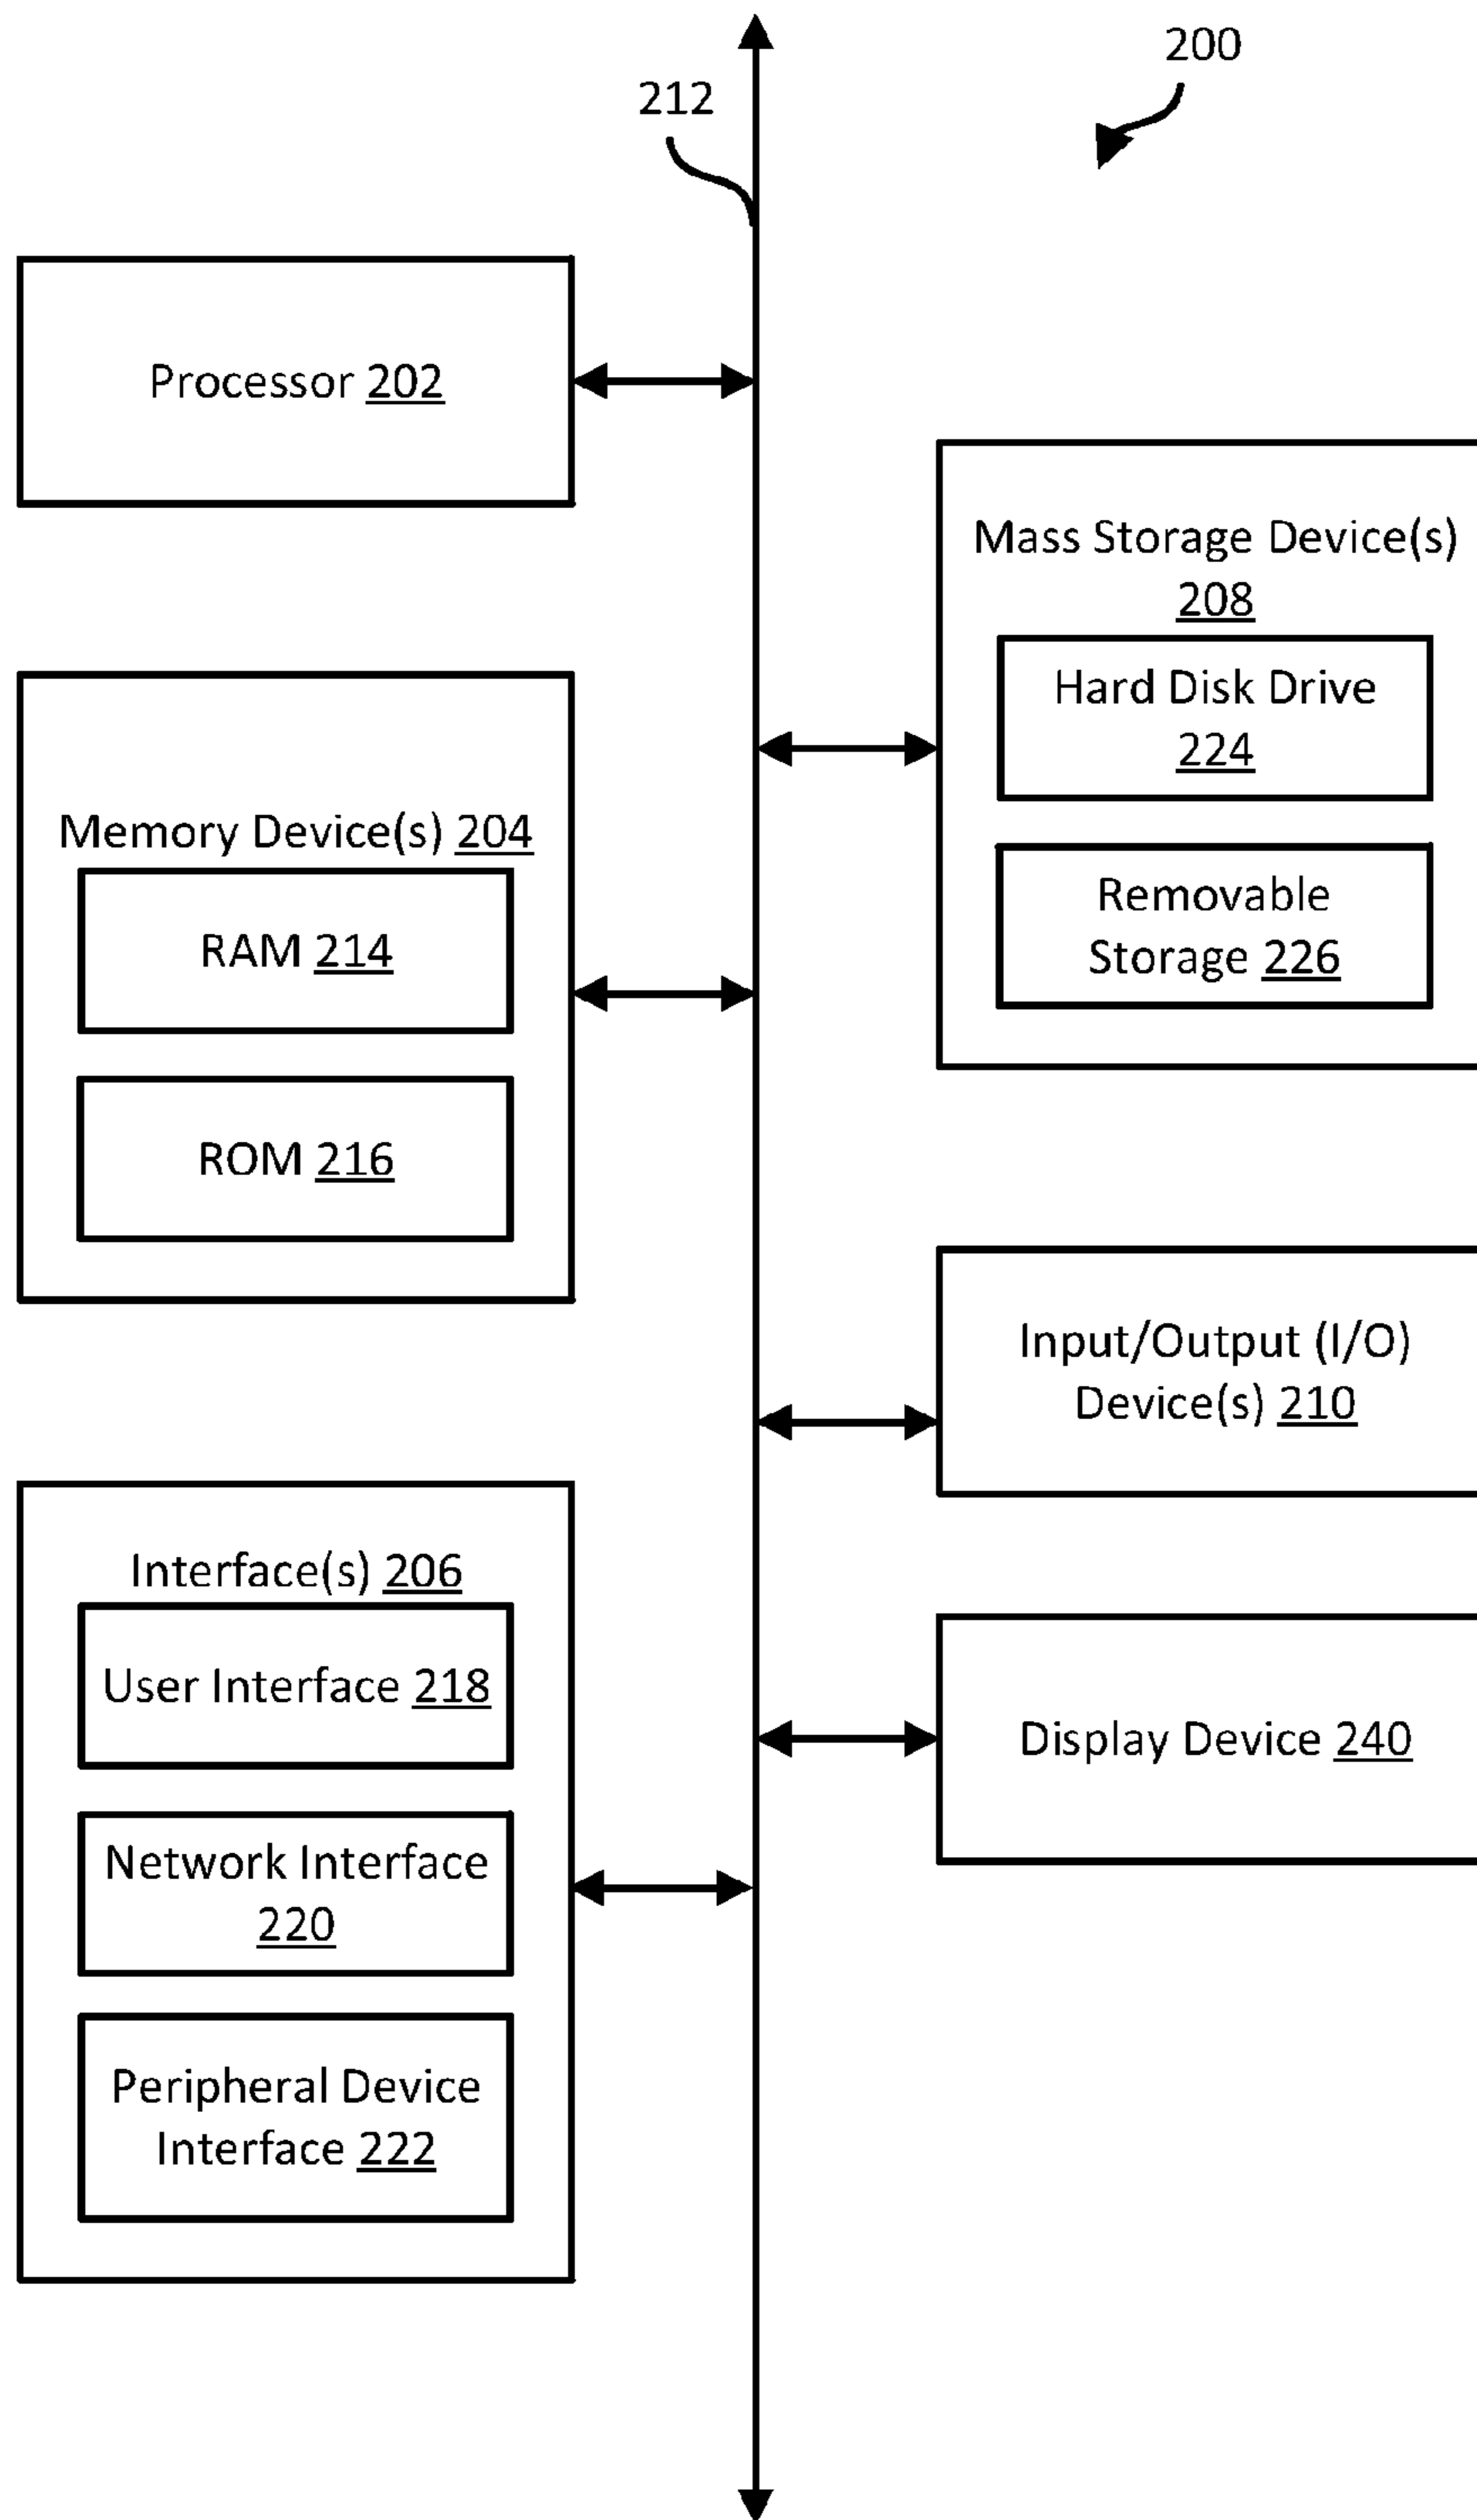 200
212
Processor 202
Mass Storage Device(s)
208
Hard Disk Drive
224
Removable
Storage 226
Memory Device(s) 204
RAM 214
ROM 216
Input/Output (I/O)
Device(s) 210
Interface(s) 206
User Interface 218
Network Interface
220
Peripheral Device
Interface 222
Display Device 240